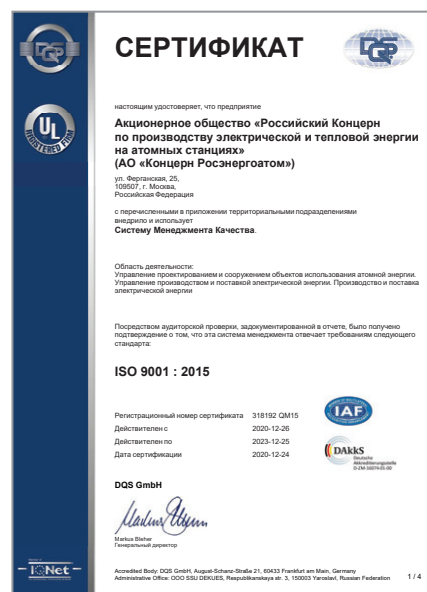 DQS
СЕРТИФИКАТ
DQS
UL
REGISTERED FIRM
настоящим удостоверяет, что предприятие
Акционерное общество «Российский Концерн
по производству электрической и тепловой энергии
на атомных станциях»
(АО «Концерн Росэнергоатом»)
ул. Ферганская, 25,
109507, г. Москва,
Российская Федерация
с перечисленными в приложении территориальными подразделениями
внедрило и использует
Систему Менеджмента Качества.
Область деятельности:
Управление проектированием и сооружением объектов использования атомной энергии.
Управление производством и поставкой электрической энергии. Производство и поставка
электрической энергии
Посредством аудиторской проверки, задокументированной в отчете, было получено
подтверждение о том, что эта система менеджмента отвечает требованиям следующего
стандарта:
ISO 9001 : 2015
Регистрационный номер сертификата 318192 QM15
Действителен с 2020-12-26
Действителен по 2023-12-25
Дата сертификации 2020-12-24
IAF
DAkkS
Deutsche
Akkreditierungsstelle
DQS GmbH
Markus Bleher
Генеральный директор
IQNet
Accredited Body: DQS GmbH, August-Schanz-Straße 21, 60433 Frankfurt am Main, Germany
Administrative Office: OOO SSU DEKUES, Respublikanskaya str. 3, 150003 Yaroslavl, Russian Federation
1 / 4